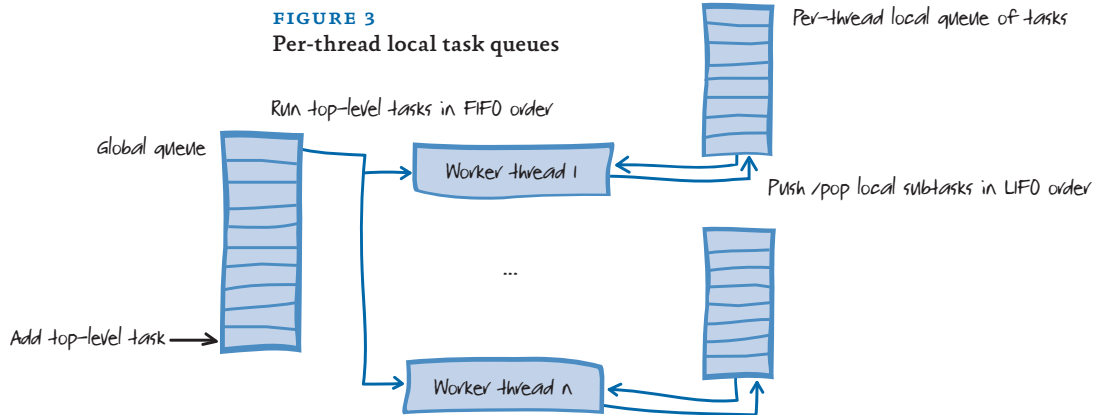 FIGURE 3
Per-thread local task queues
Per-thread local queue of tasks
Run top-level tasks in FIFO order
Global queue
Worker thread 1
Push/pop local subtasks in LIFO order
...
Add top-level task
Worker thread n